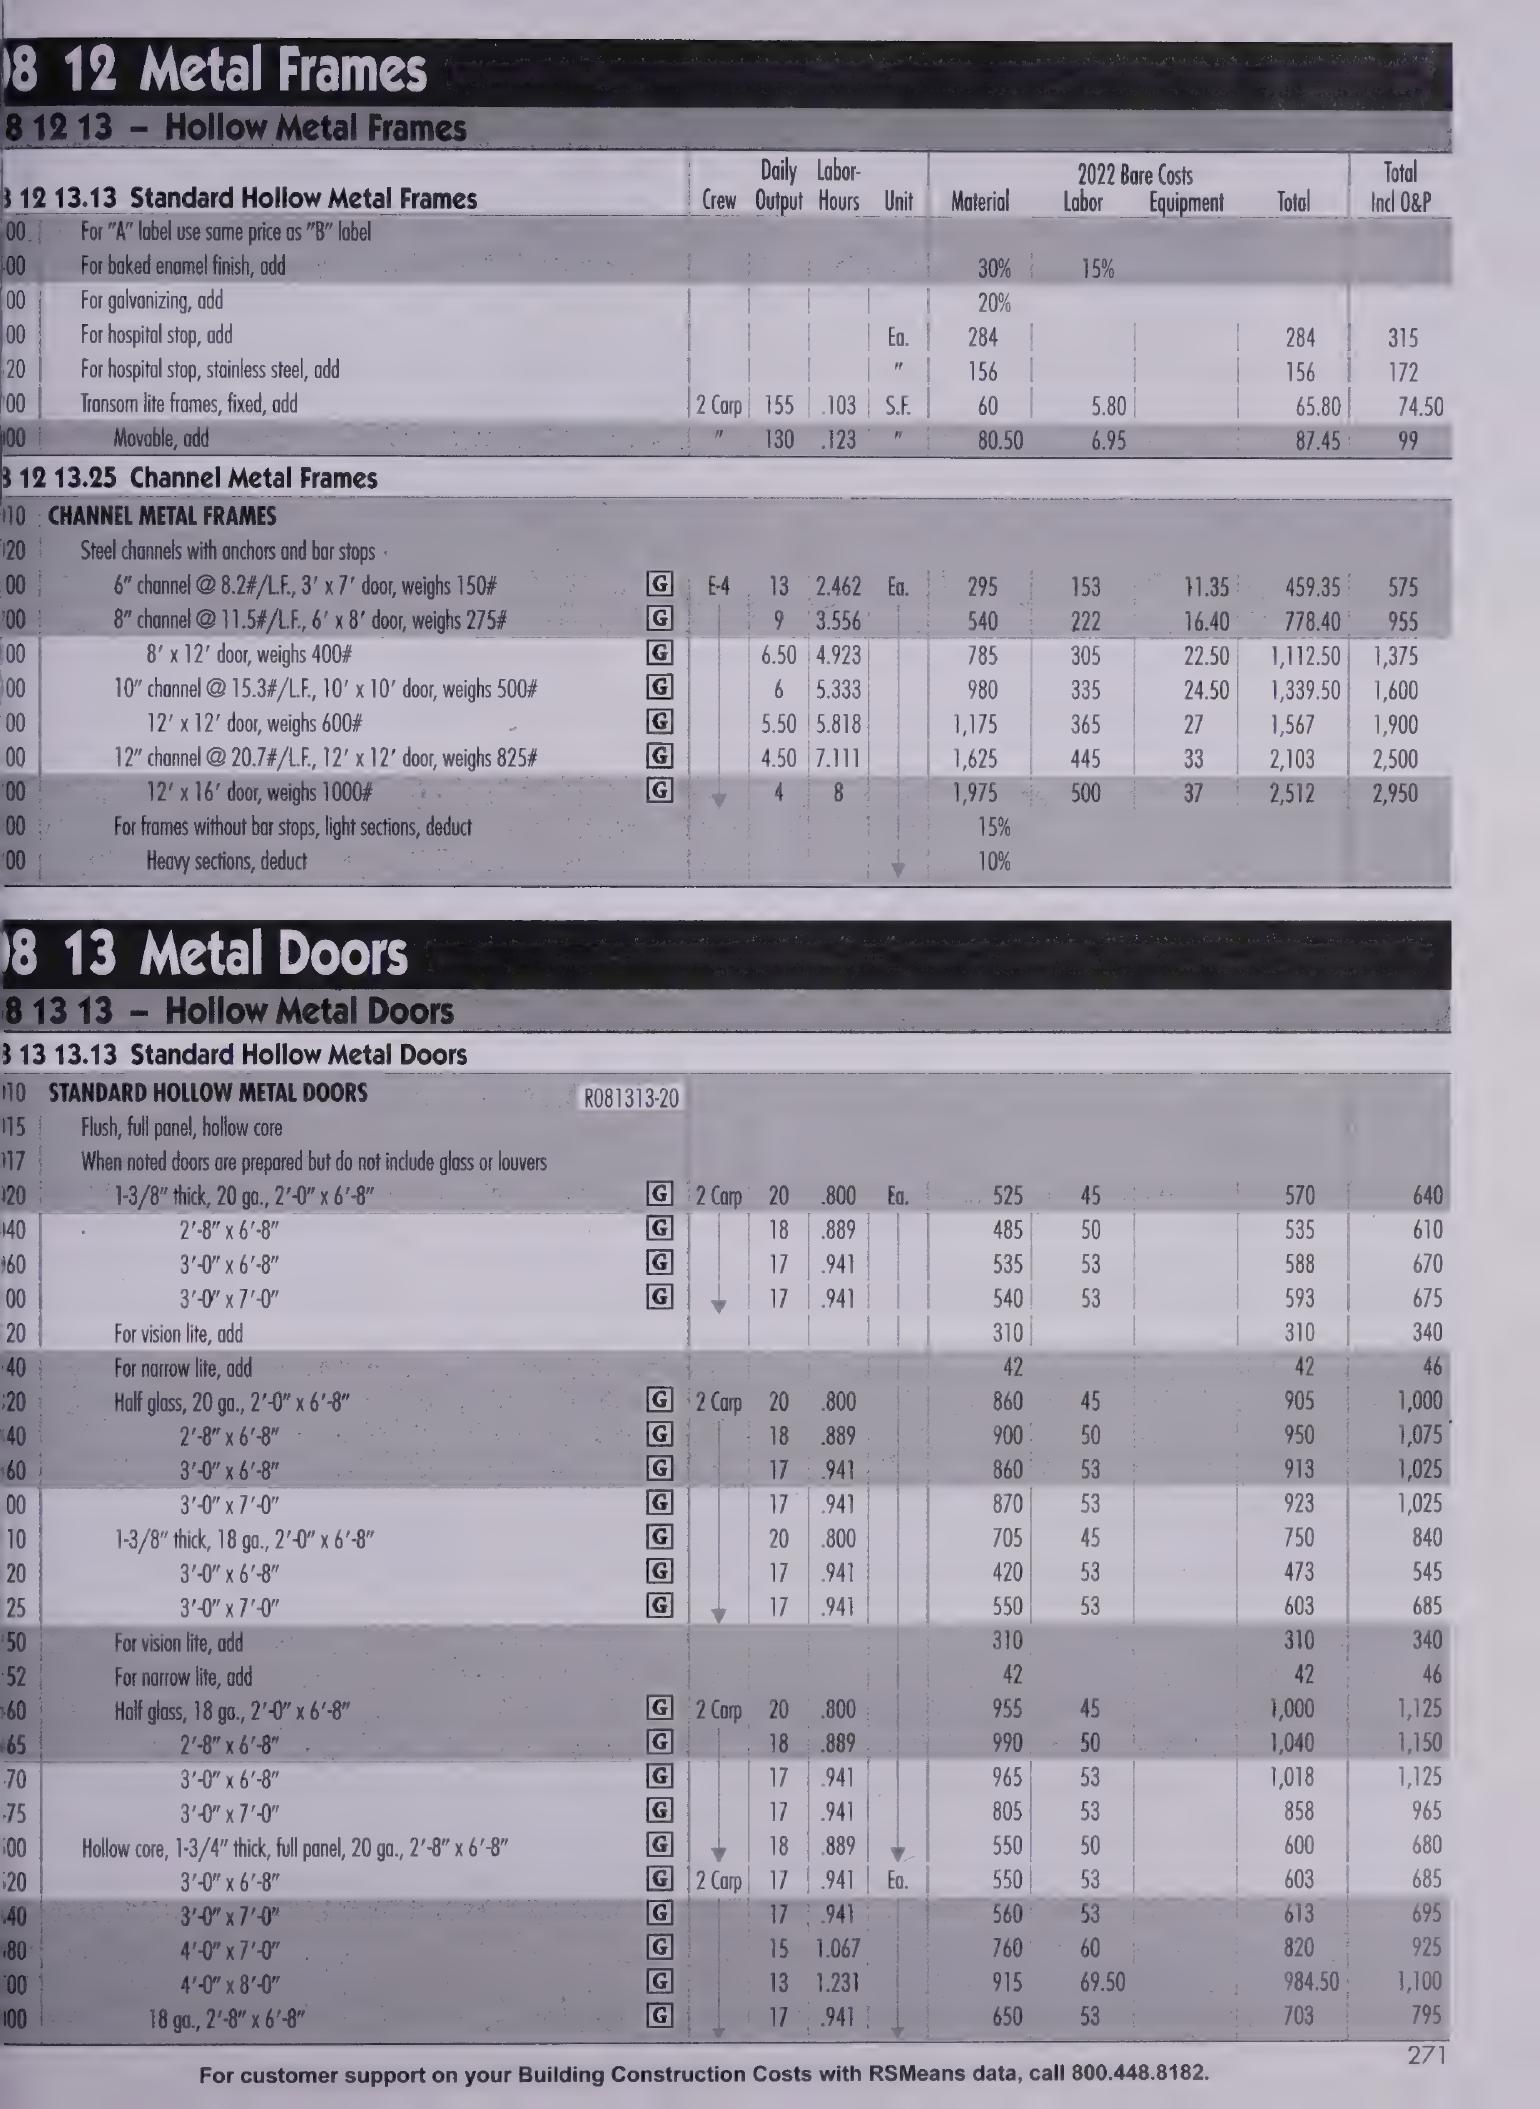 08 12 Metal Frames
8 12 13 – Hollow Metal Frames
Daily Labor- 2022 Bare Costs Total
12 13.13 Standard Hollow Metal Frames Crew Output Hours Unit Material Labor Equipment Total Incl O&P
00 For "A" label use same price as "B" label
00 For baked enamel finish, add 30% 15%
00 For galvanizing, add 20%
00 For hospital stop, add Ea. 284 284 315
20 For hospital stop, stainless steel, add " 156 156 172
00 Transom lite frames, fixed, add 2 Carp 155 .103 S.F. 60 5.80 65.80 74.50
00 Movable, add " 130 .123 " 80.50 6.95 87.45 99
12 13.25 Channel Metal Frames
10 CHANNEL METAL FRAMES
20 Steel channels with anchors and bar stops
00 6" channel @ 8.2#/L.F., 3' x 7' door, weighs 150# G E-4 13 2.462 Ea. 295 153 11.35 459.35 575
00 8" channel @ 11.5#/L.F., 6' x 8' door, weighs 275# G 9 3.556 540 222 16.40 778.40 955
00 8' x 12' door, weighs 400# G 6.50 4.923 785 305 22.50 1,112.50 1,375
00 10" channel @ 15.3#/L.F., 10' x 10' door, weighs 500# G 6 5.333 980 335 24.50 1,339.50 1,600
00 12' x 12' door, weighs 600# G 5.50 5.818 1,175 365 27 1,567 1,900
00 12" channel @ 20.7#/L.F., 12' x 12' door, weighs 825# G 4.50 7.111 1,625 445 33 2,103 2,500
00 12' x 16' door, weighs 1000# G 4 8 1,975 500 37 2,512 2,950
00 For frames without bar stops, light sections, deduct 15%
00 Heavy sections, deduct 10%
08 13 Metal Doors
8 13 13 – Hollow Metal Doors
13 13.13 Standard Hollow Metal Doors
10 STANDARD HOLLOW METAL DOORS R081313-20
15 Flush, full panel, hollow core
17 When noted doors are prepared but do not include glass or louvers
20 1-3/8" thick, 20 ga., 2'-0" x 6'-8" G 2 Carp 20 .800 Ea. 525 45 570 640
40 2'-8" x 6'-8" G 18 .889 485 50 535 610
60 3'-0" x 6'-8" G 17 .941 535 53 588 670
00 3'-0" x 7'-0" G 17 .941 540 53 593 675
20 For vision lite, add 310 310 340
40 For narrow lite, add 42 42 46
20 Half glass, 20 ga., 2'-0" x 6'-8" G 2 Carp 20 .800 860 45 905 1,000
40 2'-8" x 6'-8" G 18 .889 900 50 950 1,075
60 3'-0" x 6'-8" G 17 .941 860 53 913 1,025
00 3'-0" x 7'-0" G 17 .941 870 53 923 1,025
10 1-3/8" thick, 18 ga., 2'-0" x 6'-8" G 20 .800 705 45 750 840
20 3'-0" x 6'-8" G 17 .941 420 53 473 545
25 3'-0" x 7'-0" G 17 .941 550 53 603 685
50 For vision lite, add 310 310 340
52 For narrow lite, add 42 42 46
60 Half glass, 18 ga., 2'-0" x 6'-8" G 2 Carp 20 .800 955 45 1,000 1,125
65 2'-8" x 6'-8" G 18 .889 990 50 1,040 1,150
70 3'-0" x 6'-8" G 17 .941 965 53 1,018 1,125
75 3'-0" x 7'-0" G 17 .941 805 53 858 965
00 Hollow core, 1-3/4" thick, full panel, 20 ga., 2'-8" x 6'-8" G 18 .889 550 50 600 680
20 3'-0" x 6'-8" G 2 Carp 17 .941 Ea. 550 53 603 685
40 3'-0" x 7'-0" G 17 .941 560 53 613 695
80 4'-0" x 7'-0" G 15 1.067 760 60 820 925
00 4'-0" x 8'-0" G 13 1.231 915 69.50 984.50 1,100
00 18 ga., 2'-8" x 6'-8" G 17 .941 650 53 703 795
For customer support on your Building Construction Costs with RSMeans data, call 800.448.8182.
271